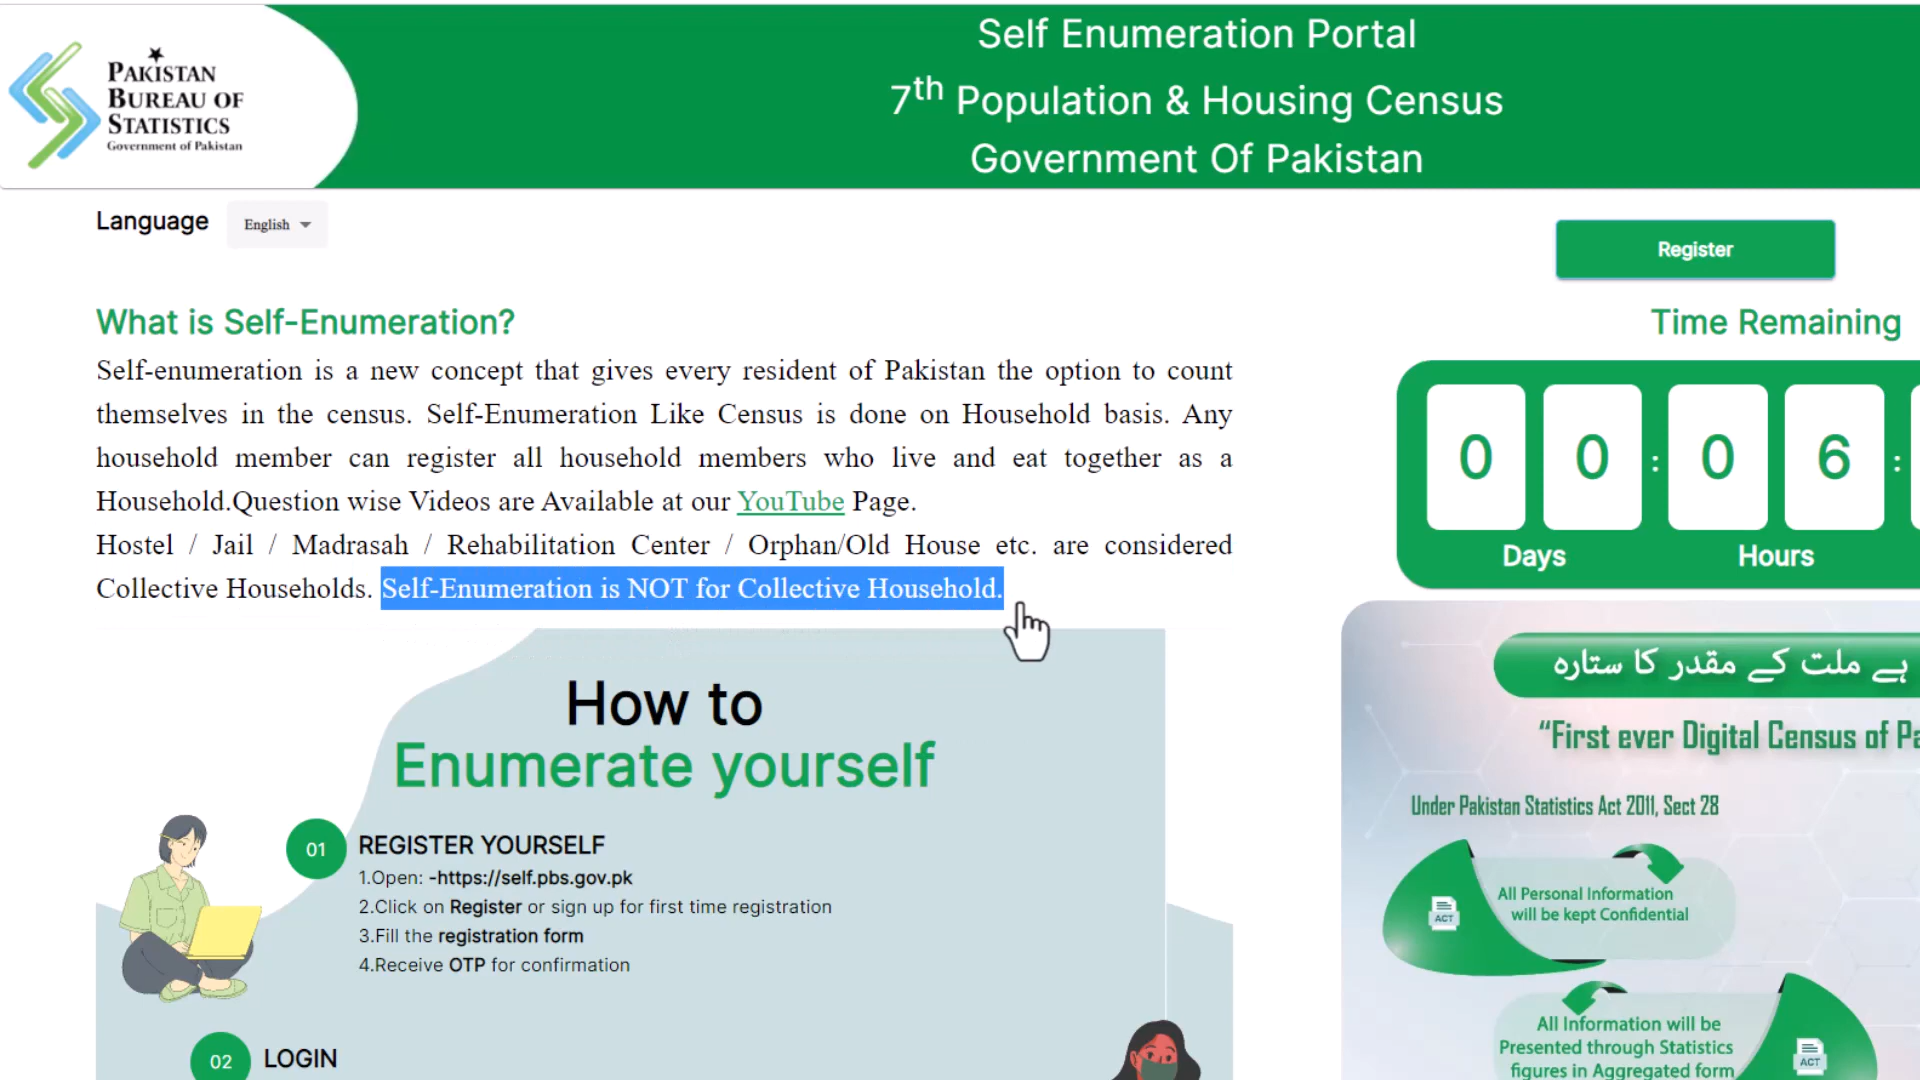 PAKISTAN
BUREAU OF
STATISTICS
Government of Pakistan
Self Enumeration Portal
7th Population & Housing Census
Government Of Pakistan
Language
English
Register
What is Self-Enumeration?
Self-enumeration is a new concept that gives every resident of Pakistan the option to count
themselves in the census. Self-Enumeration Like Census is done on Household basis. Any
household member can register all household members who live and eat together as a
Household.Question wise Videos are Available at our YouTube Page.
Hostel / Jail / Madrasah / Rehabilitation Center / Orphan/Old House etc. are considered
Collective Households. Self-Enumeration is NOT for Collective Household.
Time Remaining
0 0 : 0 6 :
Days Hours
How to
Enumerate yourself
01 REGISTER YOURSELF
1.Open: -https://self.pbs.gov.pk
2.Click on Register or sign up for first time registration
3.Fill the registration form
4.Receive OTP for confirmation
02 LOGIN
ہے ملت کے مقدر کا ستارہ
“First ever Digital Census of Pa
Under Pakistan Statistics Act 2011, Sect 28
ACT
All Personal Information
will be kept Confidential
All Information will be
Presented through Statistics
figures in Aggregated form
ACT